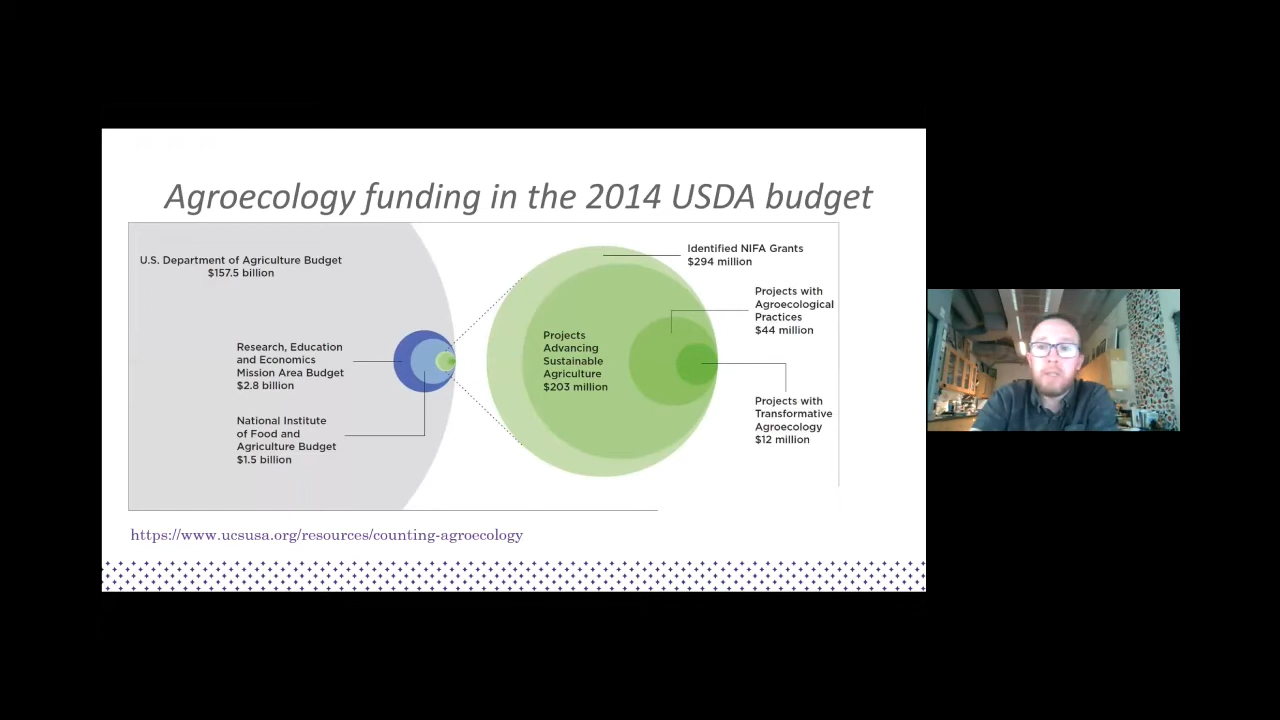 Agroecology funding in the 2014 USDA budget
U.S. Department of Agriculture Budget
$157.5 billion
Research, Education
and Economics
Mission Area Budget
$2.8 billion
National Institute
of Food and
Agriculture Budget
$1.5 billion
Projects
Advancing
Sustainable
Agriculture
$203 million
Identified NIFA Grants
$294 million
Projects with
Agroecological
Practices
$44 million
Projects with
Transformative
Agroecology
$12 million
https://www.ucsusa.org/resources/counting-agroecology